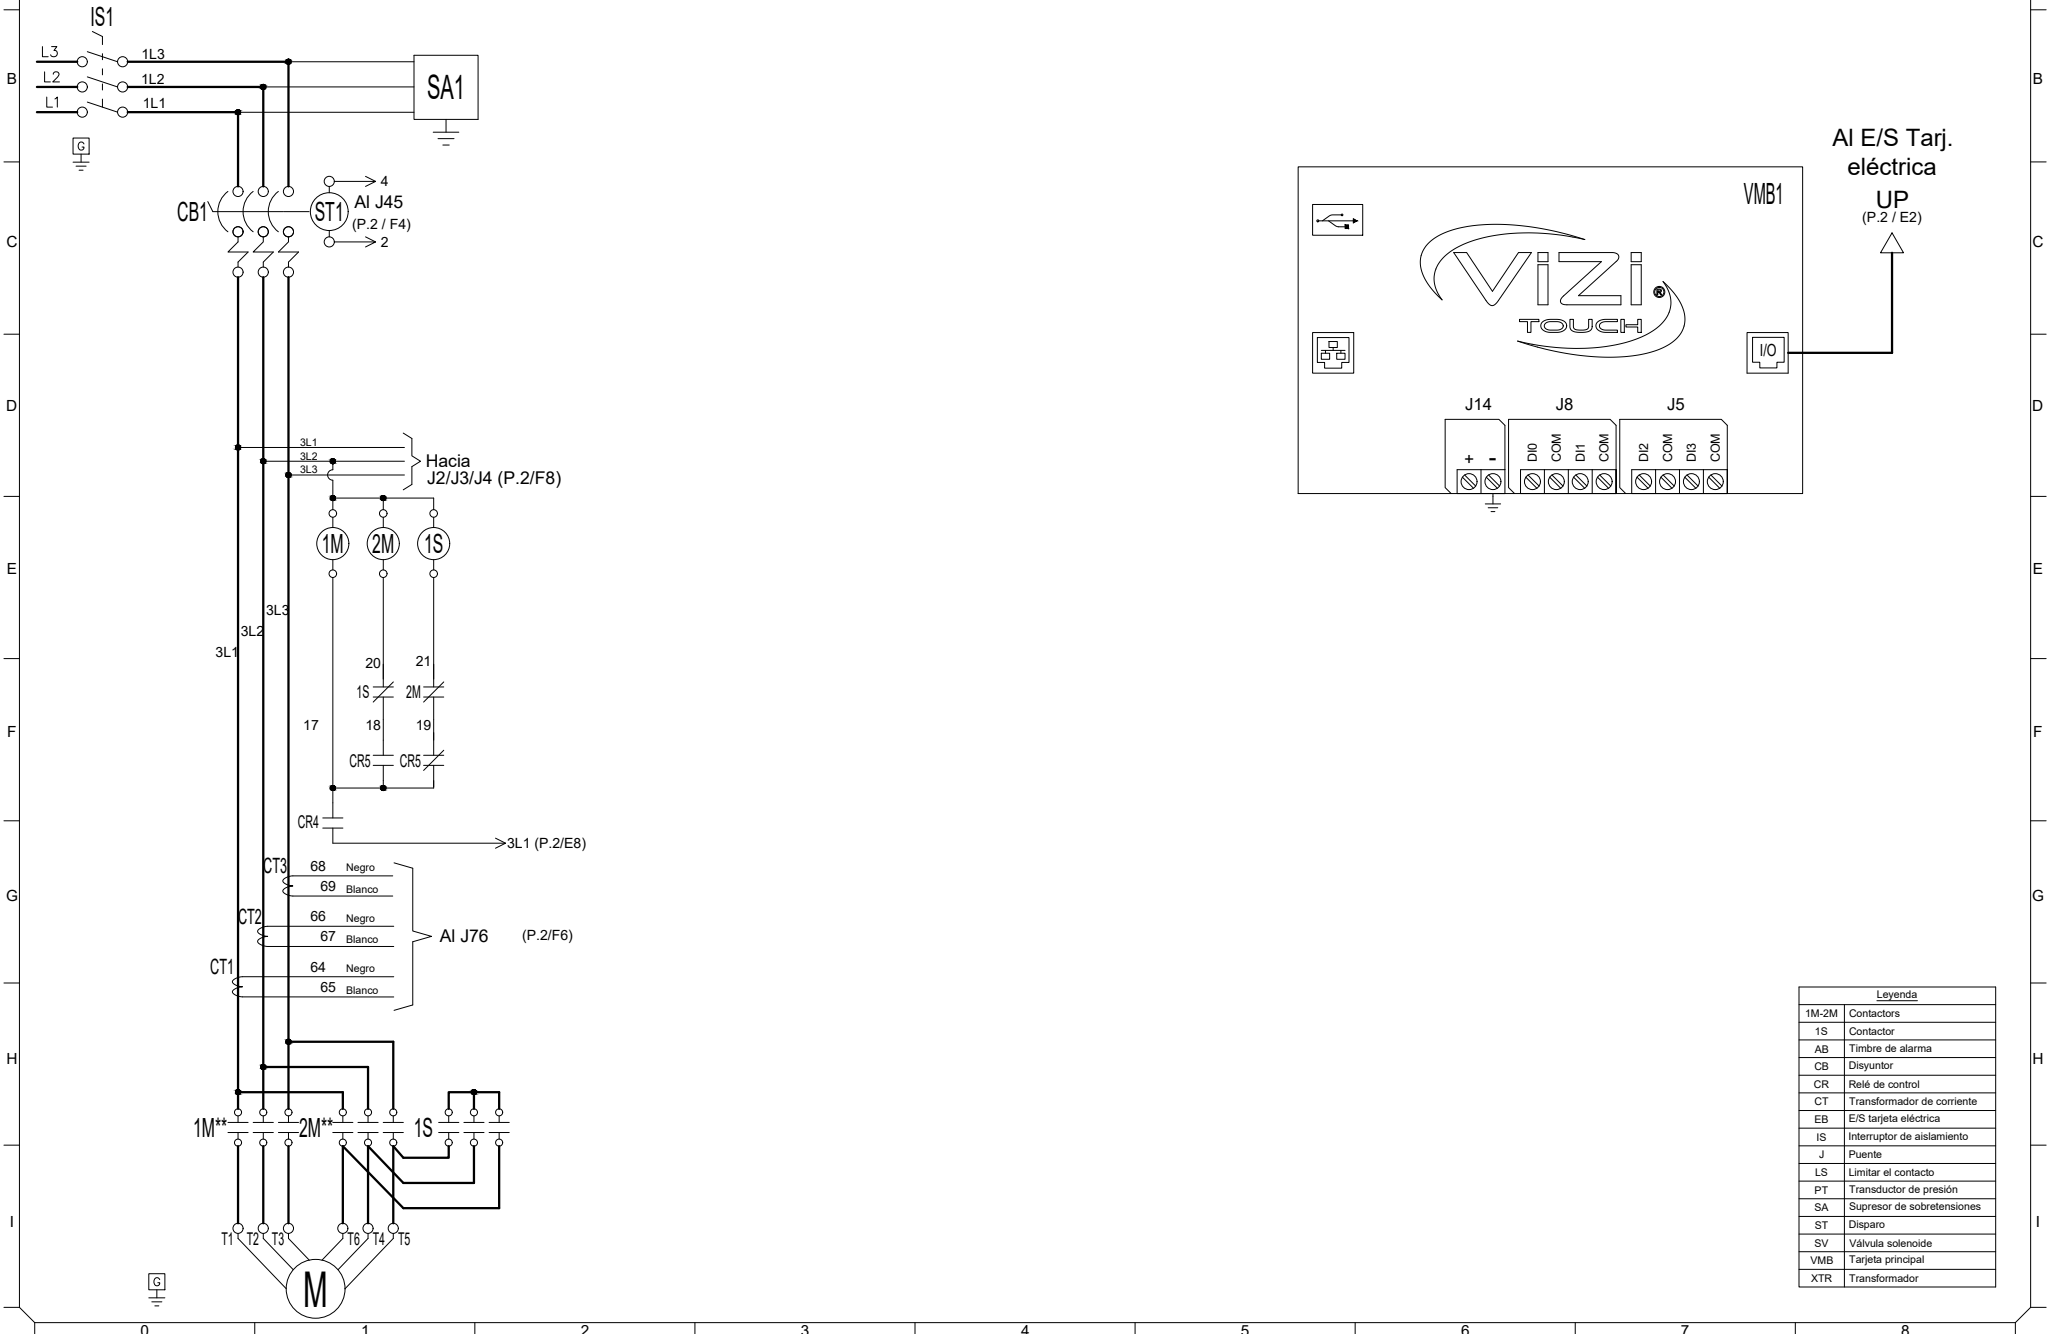 IS1
L3
1L3
B
L2
1L2
SA1
B
L1
1L1
G
Al E/S Tarj.
eléctrica
UP
(P.2 / E2)
4
CB1
ST1
Al J45
(P.2 / F4)
2
VMB1
C
C
ViZi
®
TOUCH
I/O
D
D
J14
J8
J5
+
-
DI0
COM
DI1
COM
DI2
COM
DI3
COM
3L1
3L2
3L3
Hacia
J2/J3/J4 (P.2/F8)
1M
2M
1S
E
E
3L3
3L2
3L1
20
21
1S
2M
17
18
19
F
F
CR5
CR5
CR4
3L1 (P.2/E8)
CT3
68
Negro
69
Blanco
G
G
CT2
66
Negro
67
Blanco
Al J76
(P.2/F6)
CT1
64
Negro
65
Blanco
H
H
1M**
2M**
1S
I
I
T1
T2
T3
T6
T4
T5
G
M
Leyenda
1M-2M Contactors
1S Contactor
AB Timbre de alarma
CB Disyuntor
CR Relé de control
CT Transformador de corriente
EB E/S tarjeta eléctrica
IS Interruptor de aislamiento
J Puente
LS Limitar el contacto
PT Transductor de presión
SA Supresor de sobretensiones
ST Disparo
SV Válvula solenoide
VMB Tarjeta principal
XTR Transformador
0
1
2
3
4
5
6
7
8